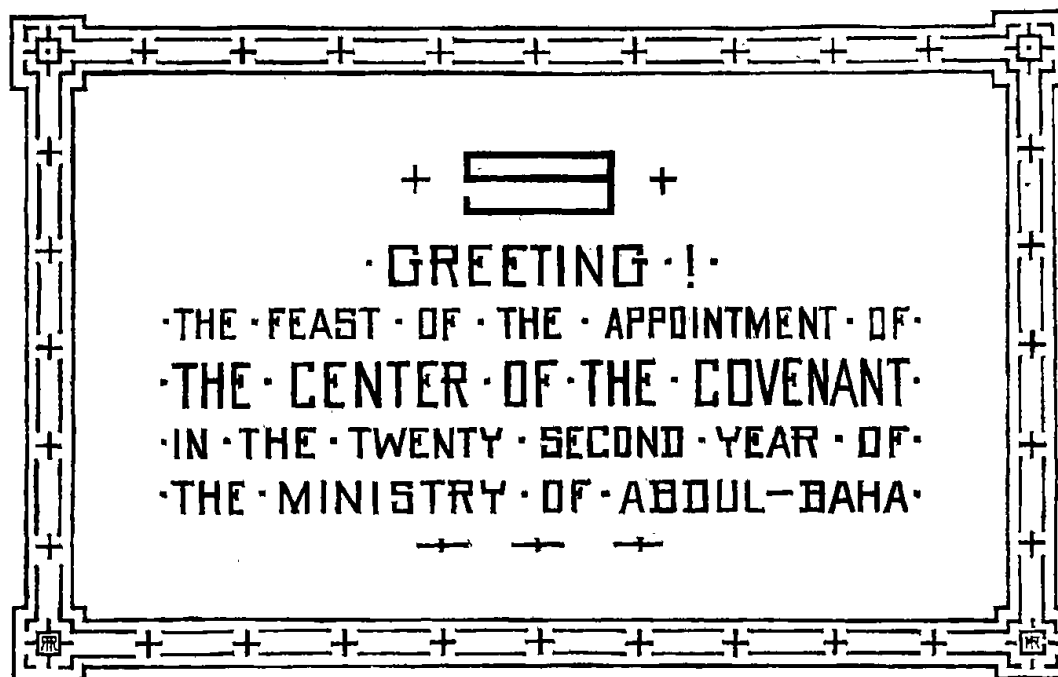 ·GREETING·!·
·THE·FEAST·OF·THE·APPOINTMENT·OF·
·THE·CENTER·OF·THE·COVENANT·
·IN·THE·TWENTY·SECOND·YEAR·OF·
·THE·MINISTRY·OF·ABDUL-BAHA·